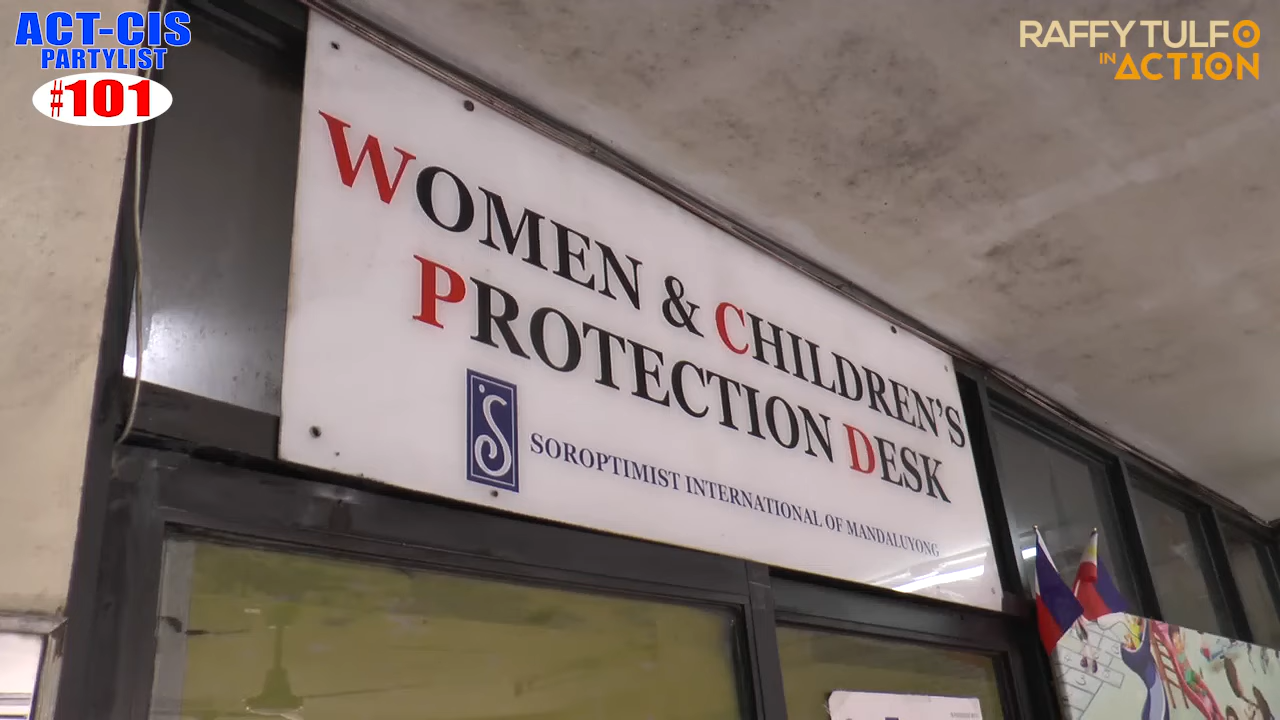 ACT-CIS
PARTYLIST
#101
RAFFY TULFO
IN ACTION
WOMEN & CHILDREN'S
PROTECTION DESK
S
SOROPTIMIST INTERNATIONAL OF MANDALUYONG